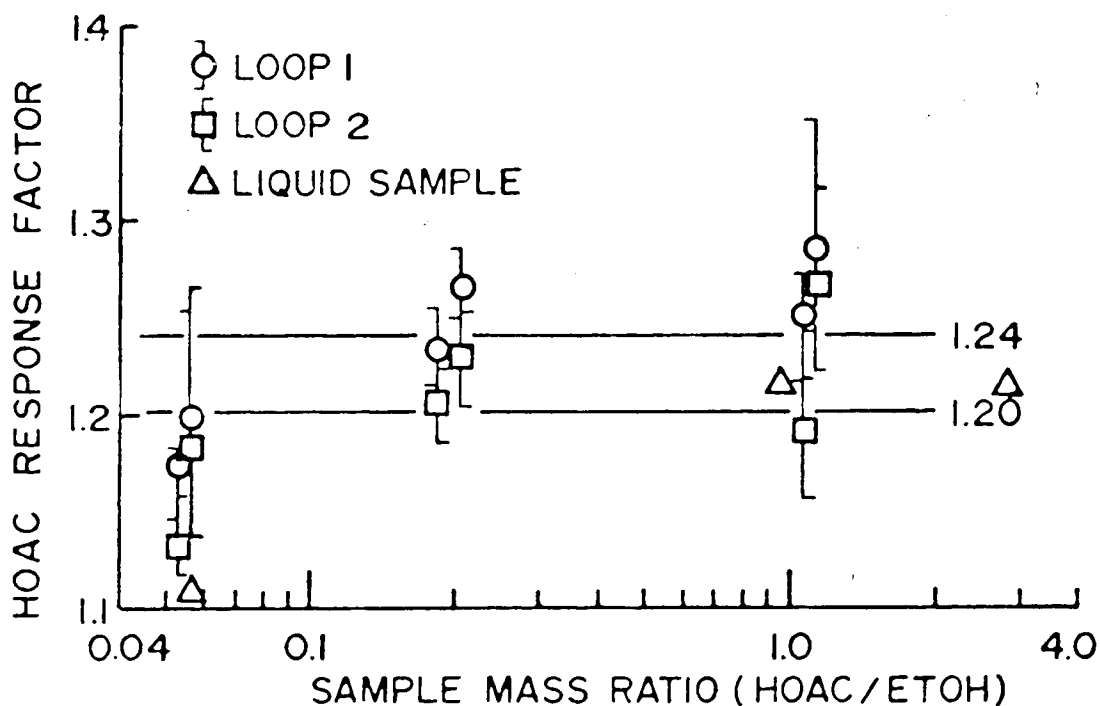 1.4
1.3
1.2
1.1
HOAC RESPONSE FACTOR
LOOP 1
LOOP 2
LIQUID SAMPLE
1.24
1.20
0.04
0.1
1.0
4.0
SAMPLE MASS RATIO (HOAC/ETOH)